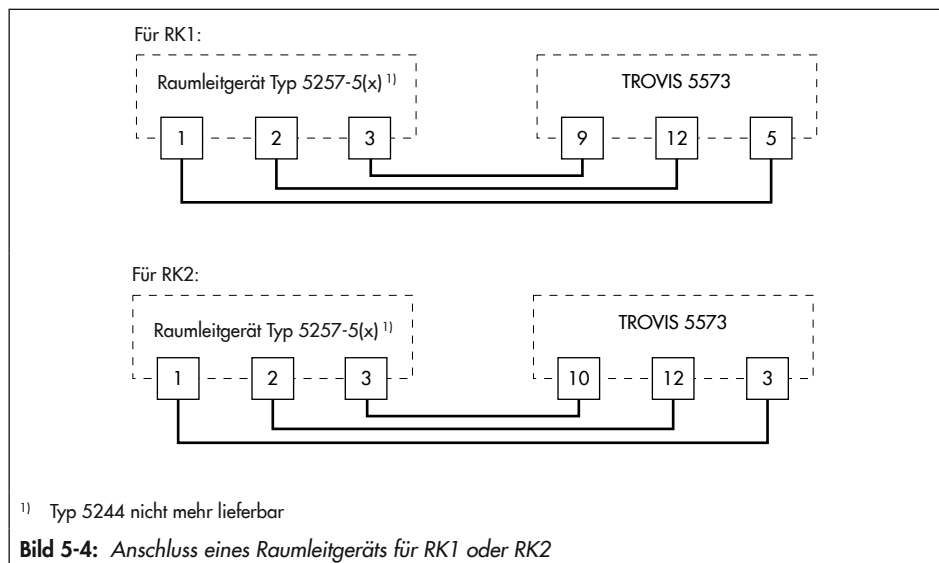 Für RK1:
Raumleitgerät Typ 5257-5(x) 1)
TROVIS 5573
1 2 3 9 12 5
Für RK2:
Raumleitgerät Typ 5257-5(x) 1)
TROVIS 5573
1 2 3 10 12 3
1) Typ 5244 nicht mehr lieferbar
Bild 5-4: Anschluss eines Raumleitgeräts für RK1 oder RK2